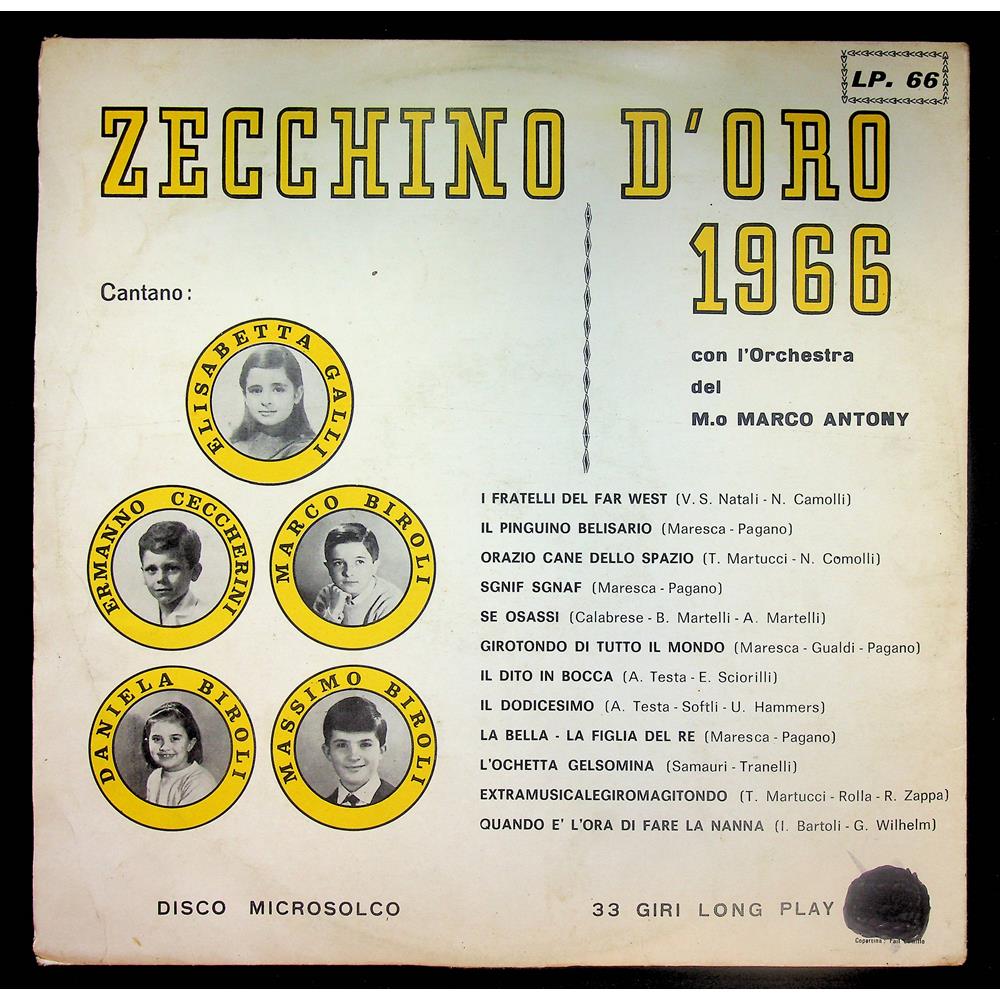 LP. 66
ZECCHINO D'ORO
1966
con l'Orchestra
del
M.o MARCO ANTONY
Cantano:
ELISABETTA GALLI
ERMANNO CECCHERINI
MARCO BIROLI
DANIELA BIROLI
MASSIMO BIROLI
I FRATELLI DEL FAR WEST (V. S. Natali - N. Camolli)
IL PINGUINO BELISARIO (Maresca - Pagano)
ORAZIO CANE DELLO SPAZIO (T. Martucci - N. Comolli)
SGNIF SGNAF (Maresca - Pagano)
SE OSASSI (Calabrese - B. Martelli - A. Martelli)
GIROTONDO DI TUTTO IL MONDO (Maresca - Gualdi - Pagano)
IL DITO IN BOCCA (A. Testa - E. Sciorilli)
IL DODICESIMO (A. Testa - Softli - U. Hammers)
LA BELLA - LA FIGLIA DEL RE (Maresca - Pagano)
L'OCHETTA GELSOMINA (Samauri - Tranelli)
EXTRAMUSICALEGIROMAGITONDO (T. Martucci - Rolla - R. Zappa)
QUANDO E' L'ORA DI FARE LA NANNA (I. Bartoli - G. Wilhelm)
DISCO MICROSOLCO
33 GIRI LONG PLAY
Copertina: